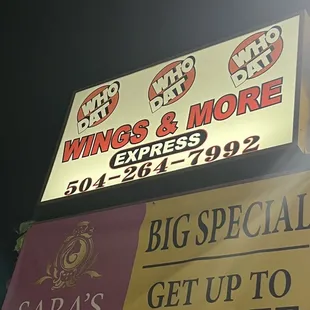 WHO DAT WHO DAT WHO DAT
WINGS & MORE
EXPRESS
504-264-7992
SARA'S
BIG SPECIAL
GET UP TO